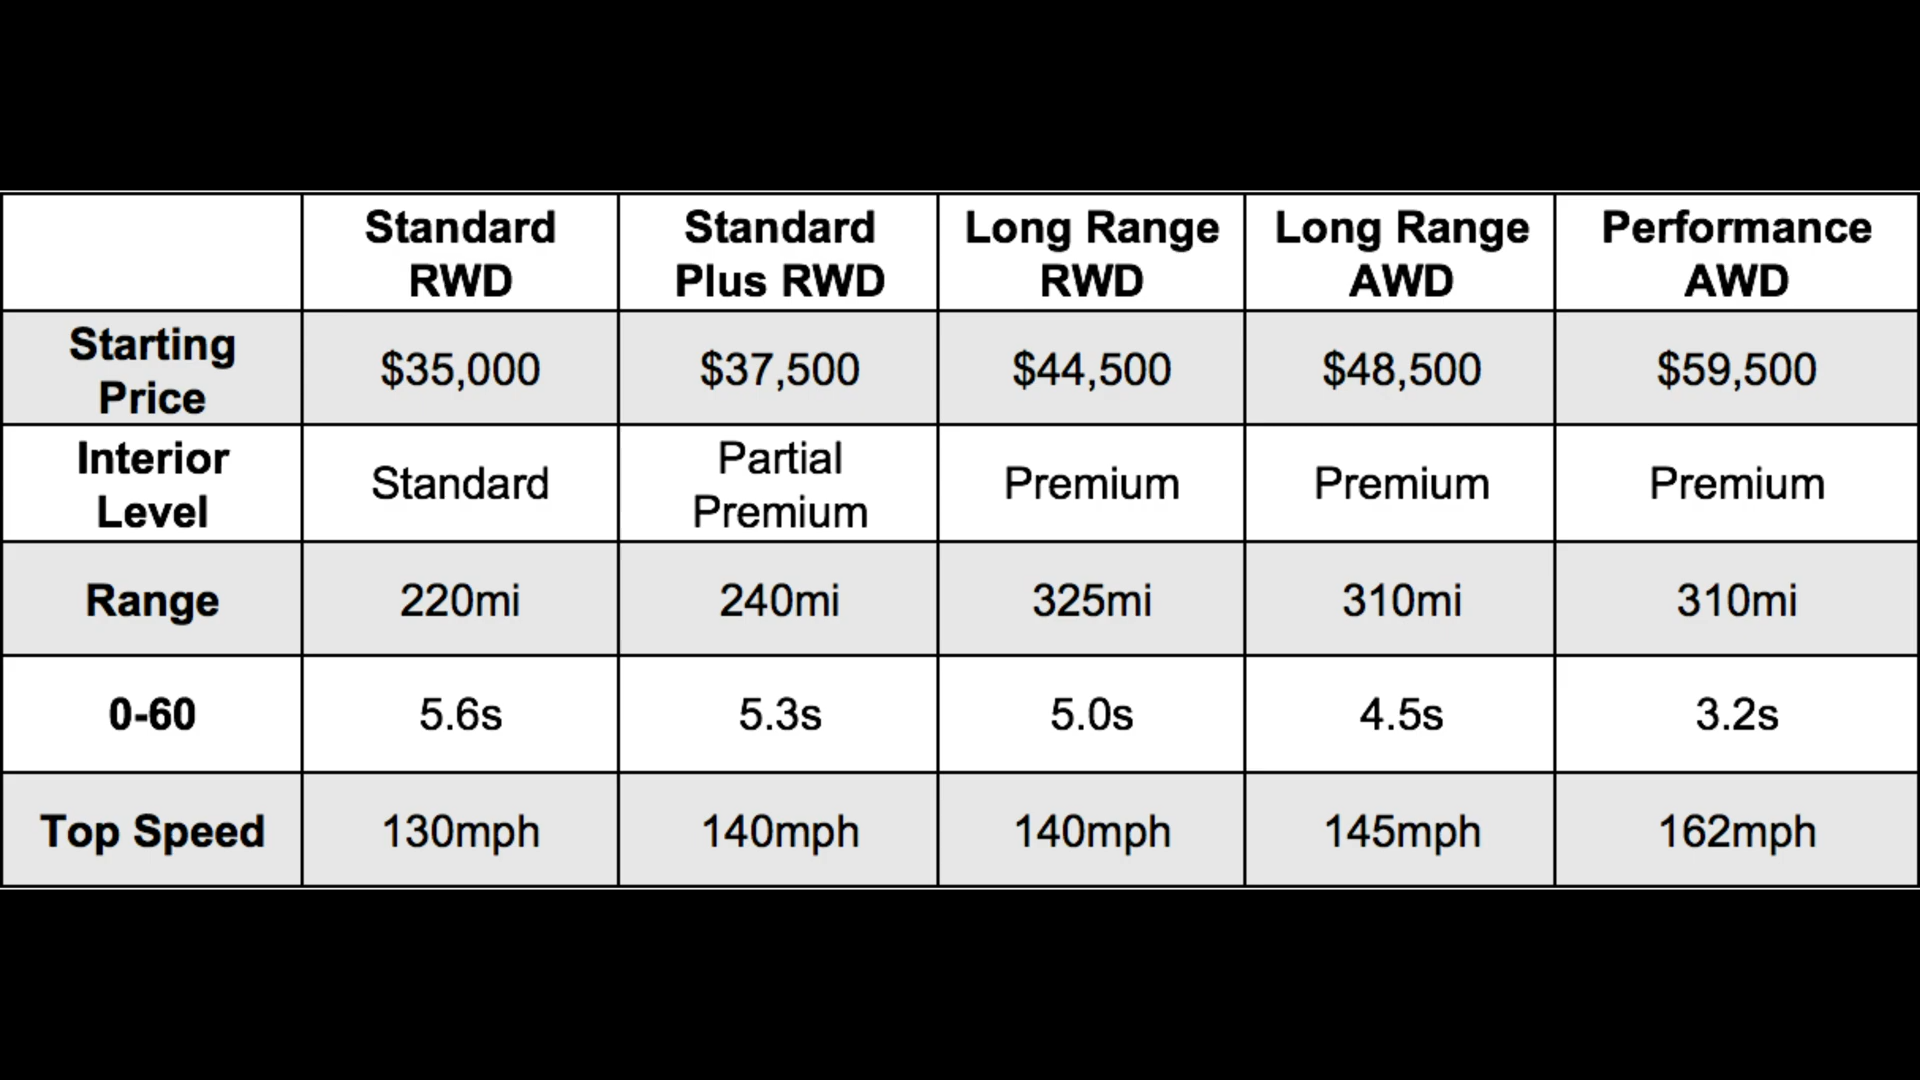 Standard Standard Long Range Long Range Performance
RWD Plus RWD RWD AWD AWD
Starting
Price $35,000 $37,500 $44,500 $48,500 $59,500
Interior
Level Standard Partial
Premium Premium Premium Premium
Range 220mi 240mi 325mi 310mi 310mi
0-60 5.6s 5.3s 5.0s 4.5s 3.2s
Top Speed 130mph 140mph 140mph 145mph 162mph